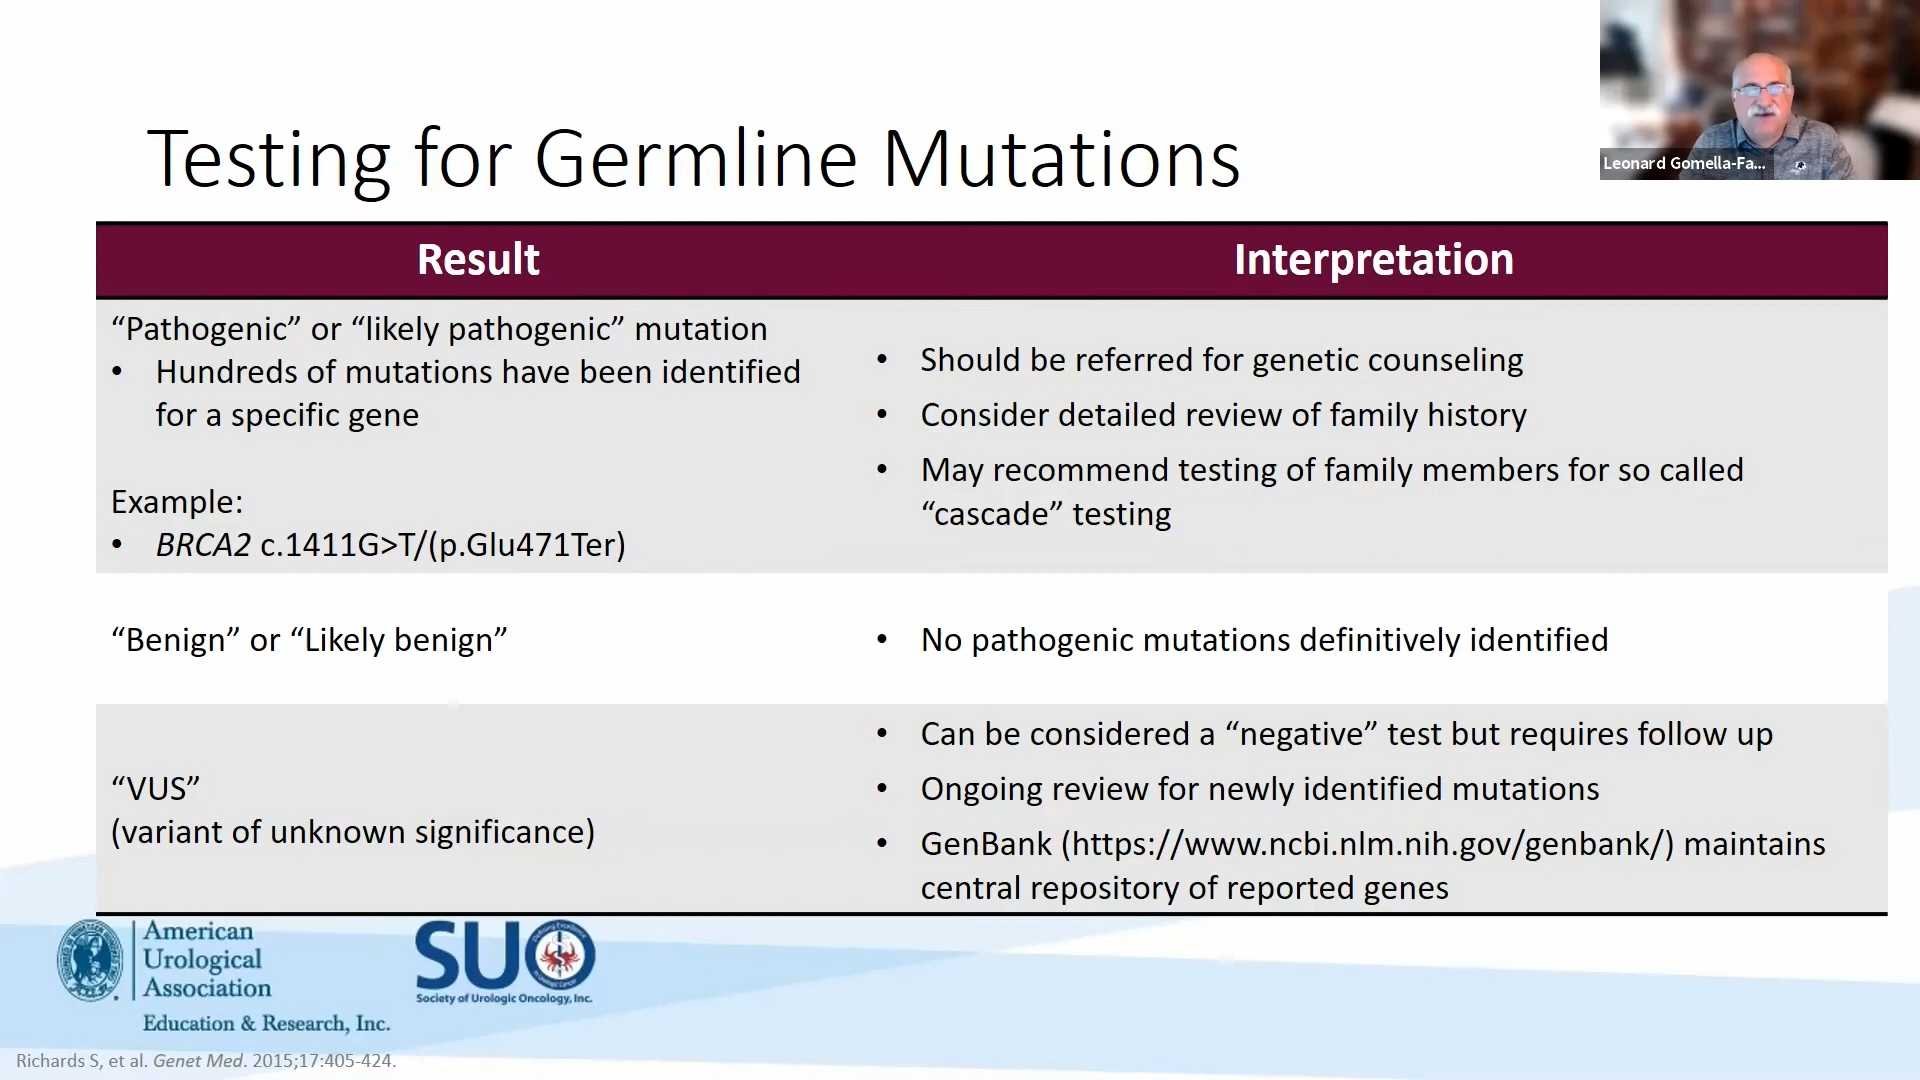 Testing for Germline Mutations
Leonard Gomella-Fa...
Result
Interpretation
“Pathogenic” or “likely pathogenic” mutation
• Hundreds of mutations have been identified
for a specific gene
Example:
• BRCA2 c.1411G>T/(p.Glu471Ter)
• Should be referred for genetic counseling
• Consider detailed review of family history
• May recommend testing of family members for so called
“cascade” testing
“Benign” or “Likely benign”
• No pathogenic mutations definitively identified
“VUS”
(variant of unknown significance)
• Can be considered a “negative” test but requires follow up
• Ongoing review for newly identified mutations
• GenBank (https://www.ncbi.nlm.nih.gov/genbank/) maintains
central repository of reported genes
American
Urological
Association
Education & Research, Inc.
SUO
Society of Urologic Oncology, Inc.
Richards S, et al. Genet Med. 2015;17:405-424.